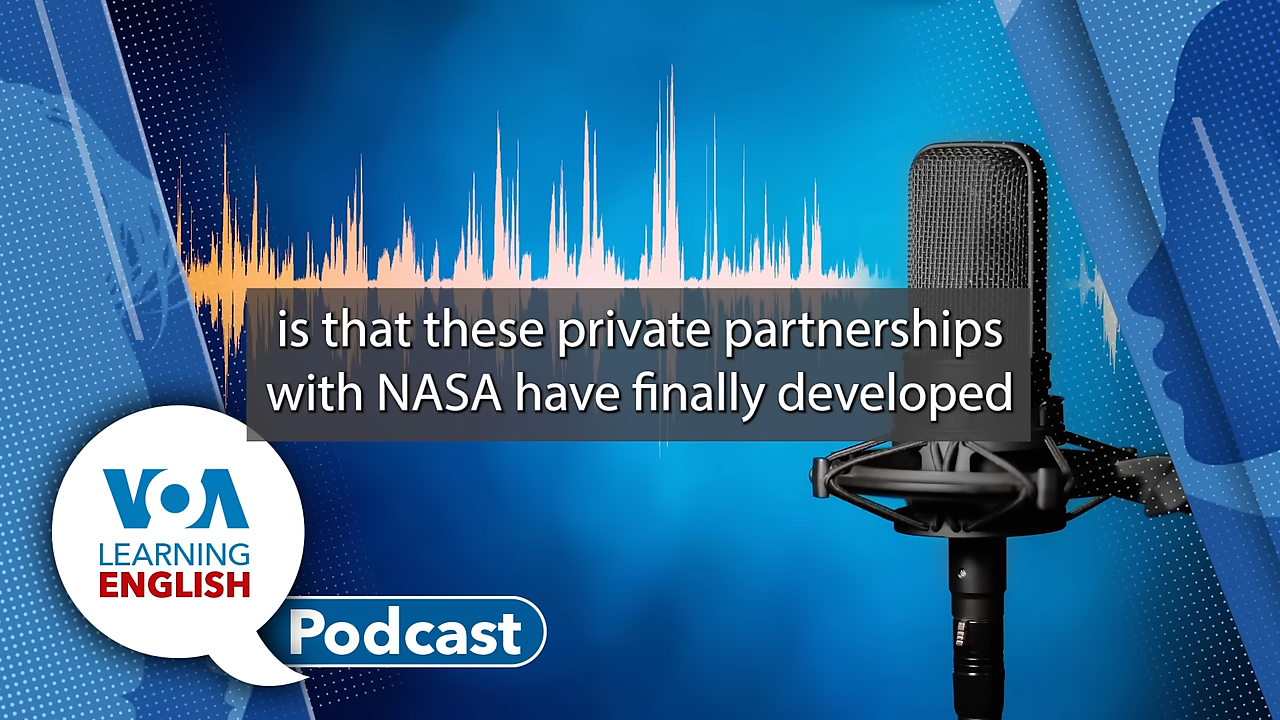 is that these private partnerships
with NASA have finally developed
VOA
LEARNING
ENGLISH
Podcast